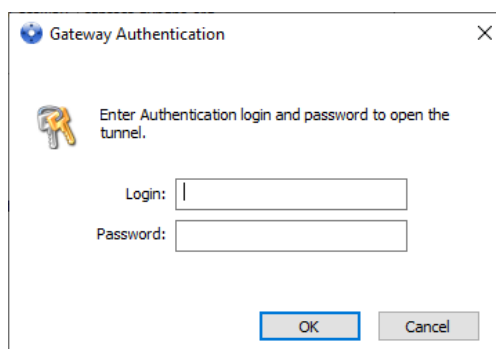 Gateway Authentication
Enter Authentication login and password to open the
tunnel.
Login:
Password:
OK
Cancel